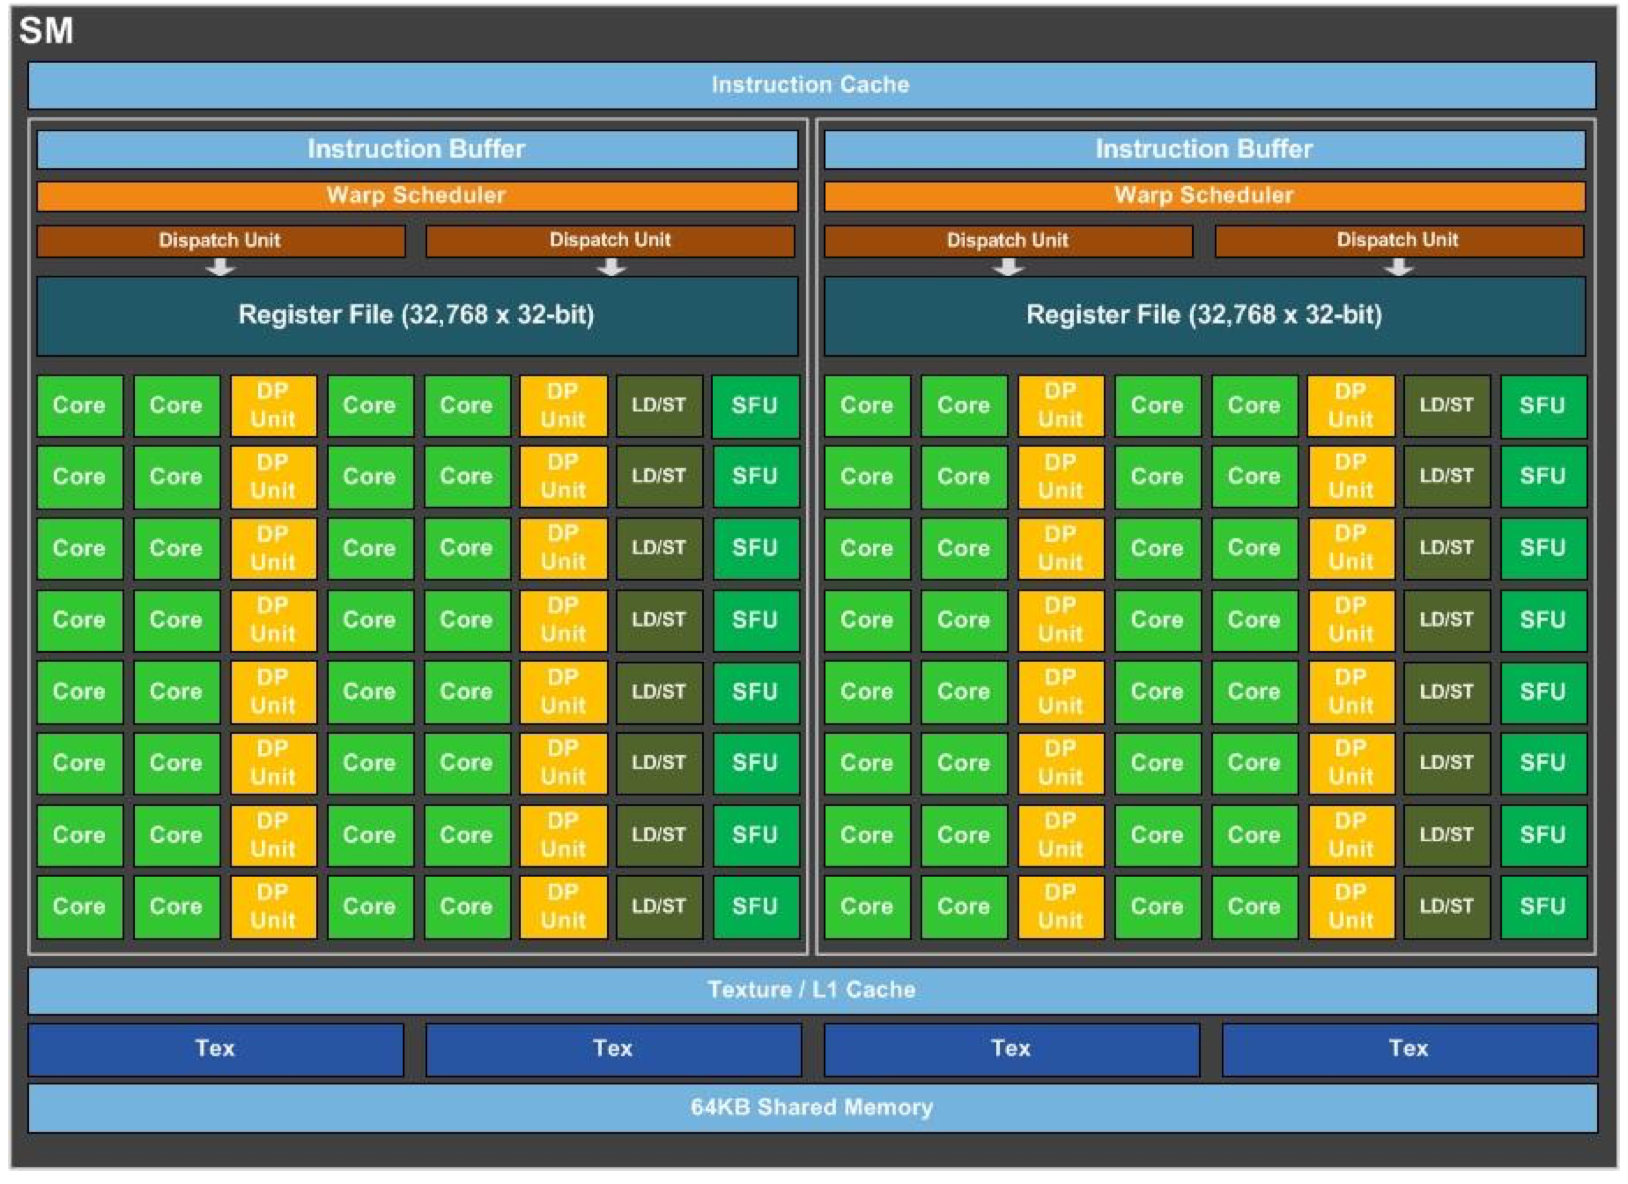 SM
Instruction Cache
Instruction Buffer Instruction Buffer
Warp Scheduler Warp Scheduler
Dispatch Unit Dispatch Unit Dispatch Unit Dispatch Unit
Register File (32,768 x 32-bit) Register File (32,768 x 32-bit)
Core Core DP Unit Core Core DP Unit LD/ST SFU Core Core DP Unit Core Core DP Unit LD/ST SFU
Core Core DP Unit Core Core DP Unit LD/ST SFU Core Core DP Unit Core Core DP Unit LD/ST SFU
Core Core DP Unit Core Core DP Unit LD/ST SFU Core Core DP Unit Core Core DP Unit LD/ST SFU
Core Core DP Unit Core Core DP Unit LD/ST SFU Core Core DP Unit Core Core DP Unit LD/ST SFU
Core Core DP Unit Core Core DP Unit LD/ST SFU Core Core DP Unit Core Core DP Unit LD/ST SFU
Core Core DP Unit Core Core DP Unit LD/ST SFU Core Core DP Unit Core Core DP Unit LD/ST SFU
Core Core DP Unit Core Core DP Unit LD/ST SFU Core Core DP Unit Core Core DP Unit LD/ST SFU
Core Core DP Unit Core Core DP Unit LD/ST SFU Core Core DP Unit Core Core DP Unit LD/ST SFU
Texture / L1 Cache
Tex Tex Tex Tex
64KB Shared Memory